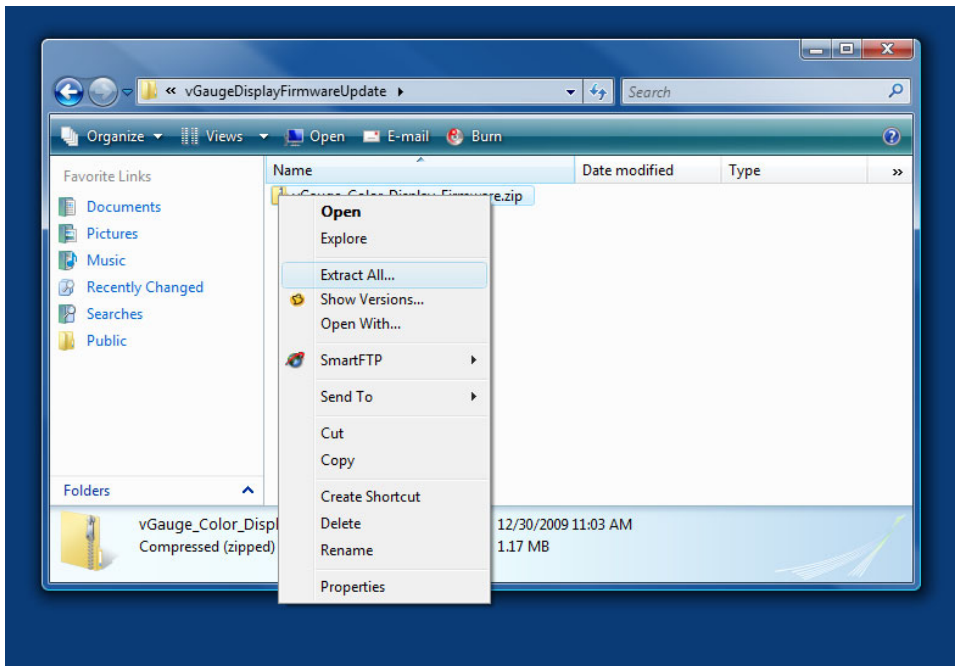 « vGaugeDisplayFirmwareUpdate
Search
Organize Views Open E-mail Burn
Favorite Links
Documents
Pictures
Music
Recently Changed
Searches
Public
Folders
Name Date modified Type »
vGauge_Color_Display_Firmware.zip
Open
Explore
Extract All...
Show Versions...
Open With...
SmartFTP
Send To
Cut
Copy
Create Shortcut
Delete
Rename
Properties
vGauge_Color_Displ 12/30/2009 11:03 AM
Compressed (zipped) 1.17 MB